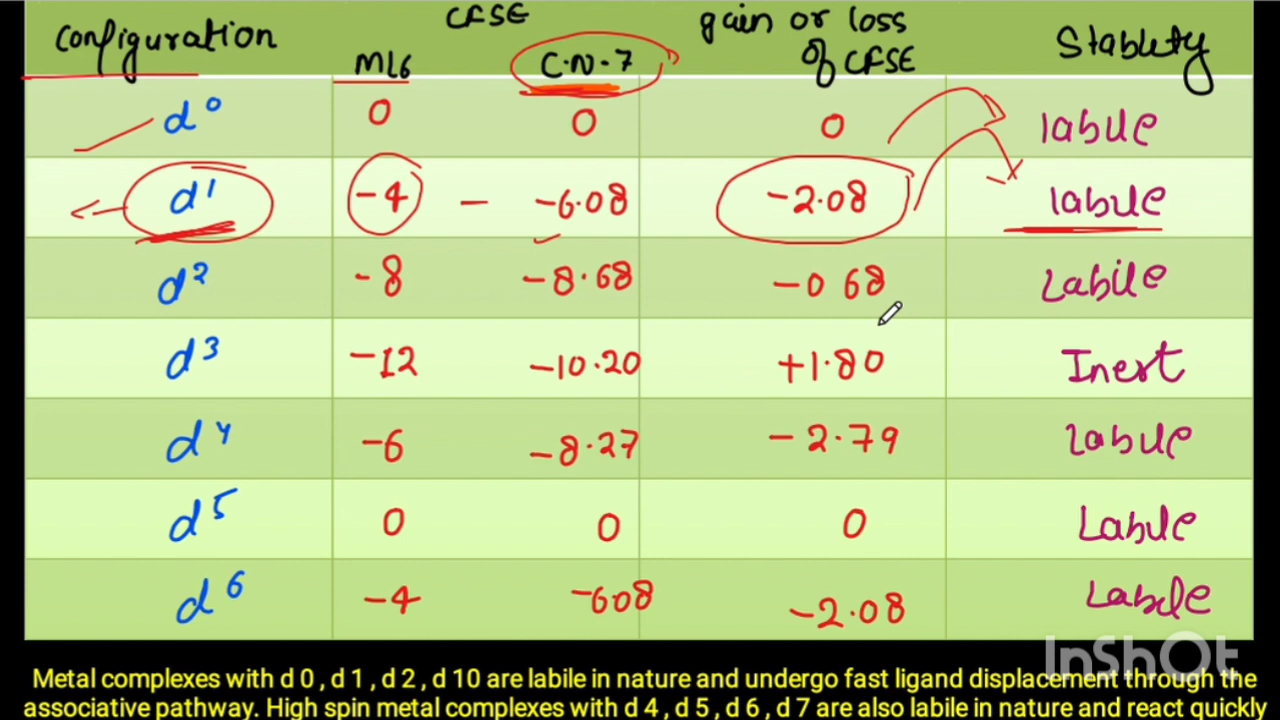 CFSE
Configuration ML6 C.N.7 gain or loss of CFSE Stablety
d0 0 0 0 labile
d1 -4 - -6.08 -2.08 labile
d2 -8 -8.68 -0 68 Labile
d3 -12 -10.20 +1.80 Inert
d4 -6 -8.27 -2.79 labile
d5 0 0 0 Labile
d6 -4 -608 -2.08 Labile
InShOt
Metal complexes with d 0 , d 1 , d 2 , d 10 are labile in nature and undergo fast ligand displacement through the
associative pathway. High spin metal complexes with d 4 , d 5 , d 6 , d 7 are also labile in nature and react quickly